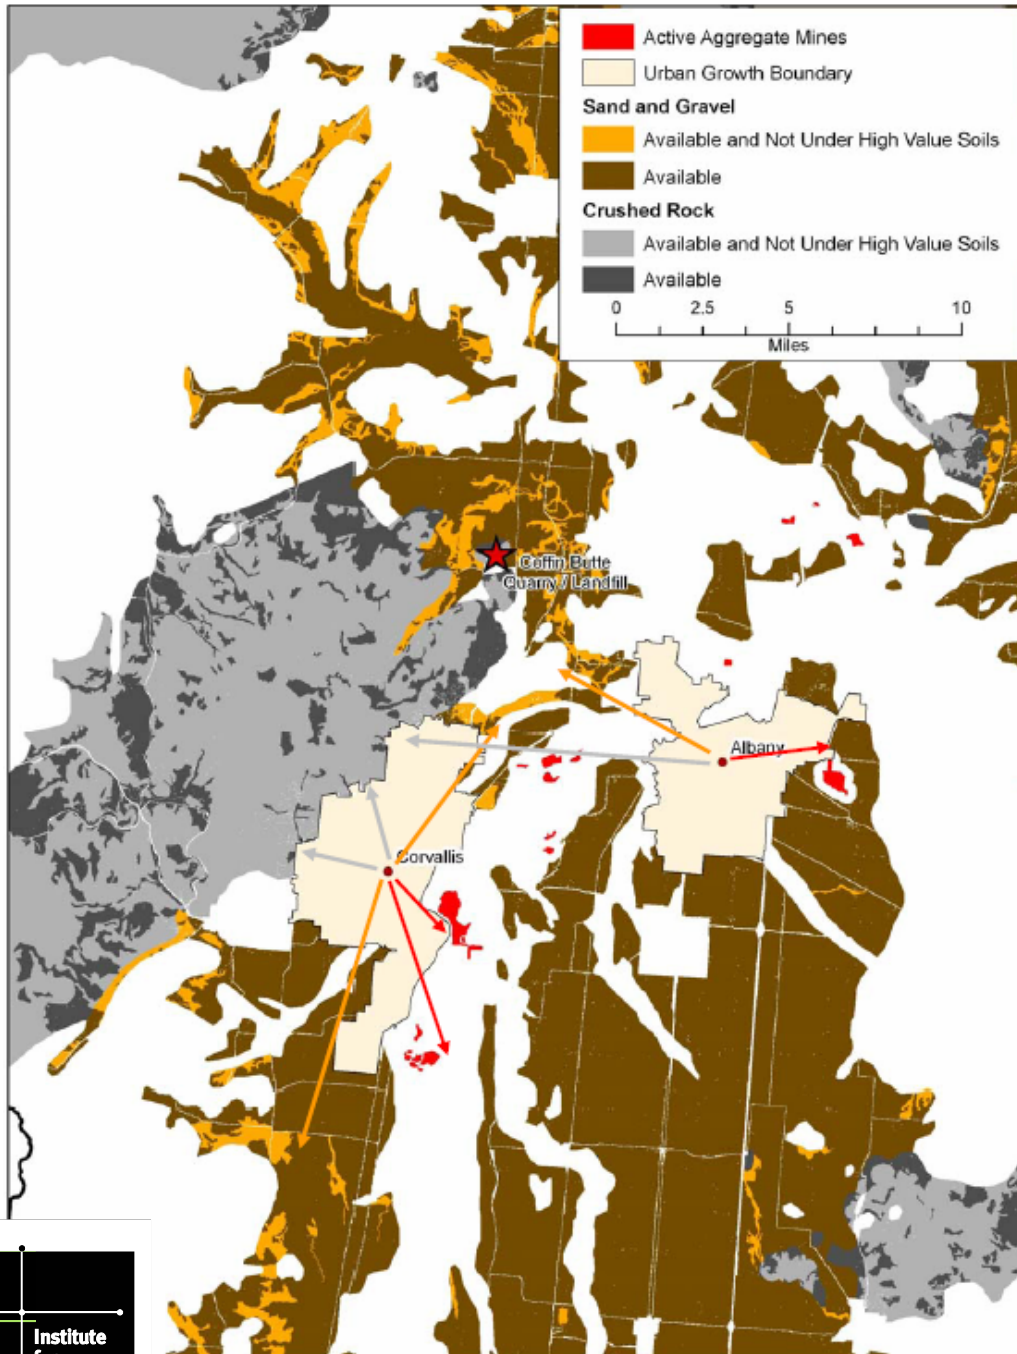 Active Aggregate Mines
Urban Growth Boundary
Sand and Gravel
Available and Not Under High Value Soils
Available
Crushed Rock
Available and Not Under High Value Soils
Available
0 2.5 5 10
Miles
Coffin Butte
Quarry / Landfill
Albany
Corvallis
Institute